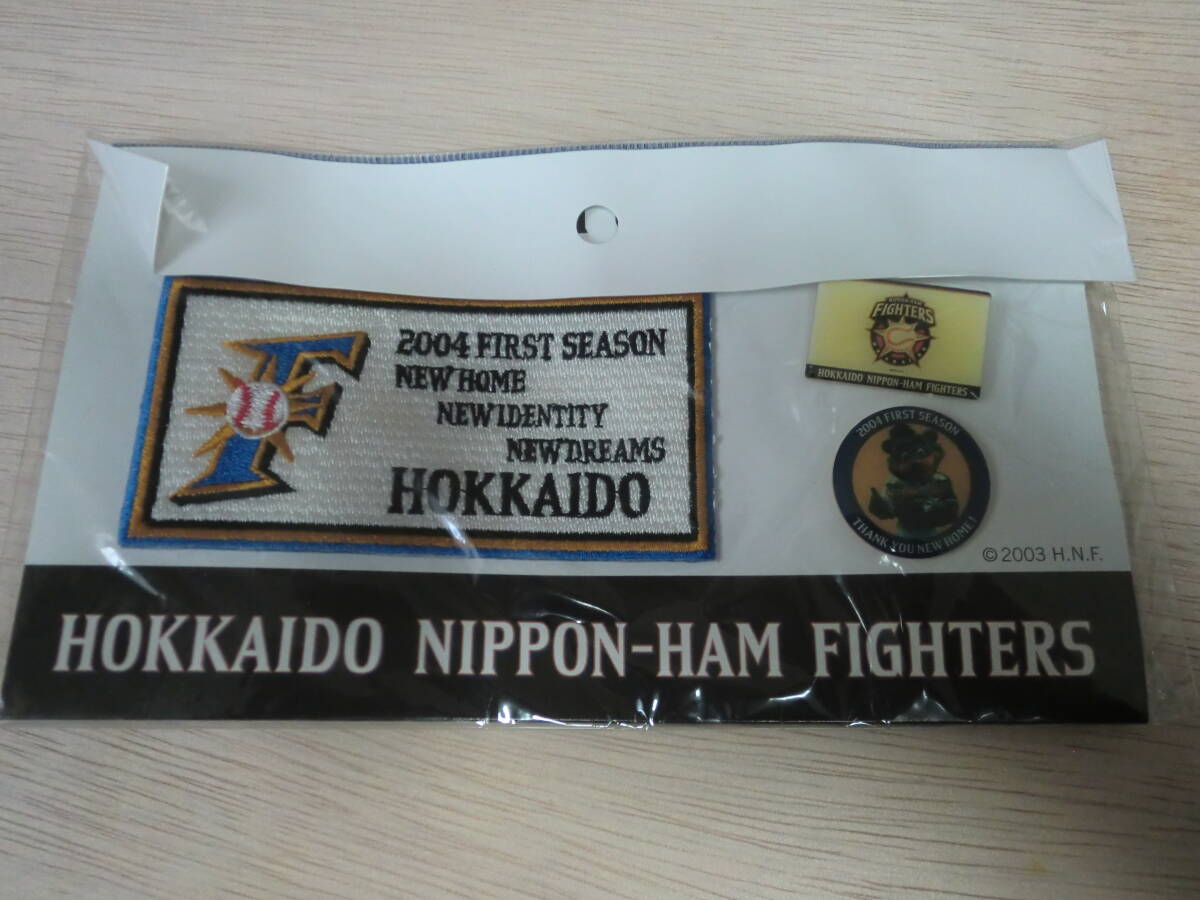 2004 FIRST SEASON
NEW HOME
NEW IDENTITY
NEW DREAMS
HOKKAIDO
FIGHTERS
HOKKAIDO NIPPON-HAM FIGHTERS
2004 FIRST SEASON
THANK YOU NEW HOME!
©2003 H.N.F.
HOKKAIDO NIPPON-HAM FIGHTERS